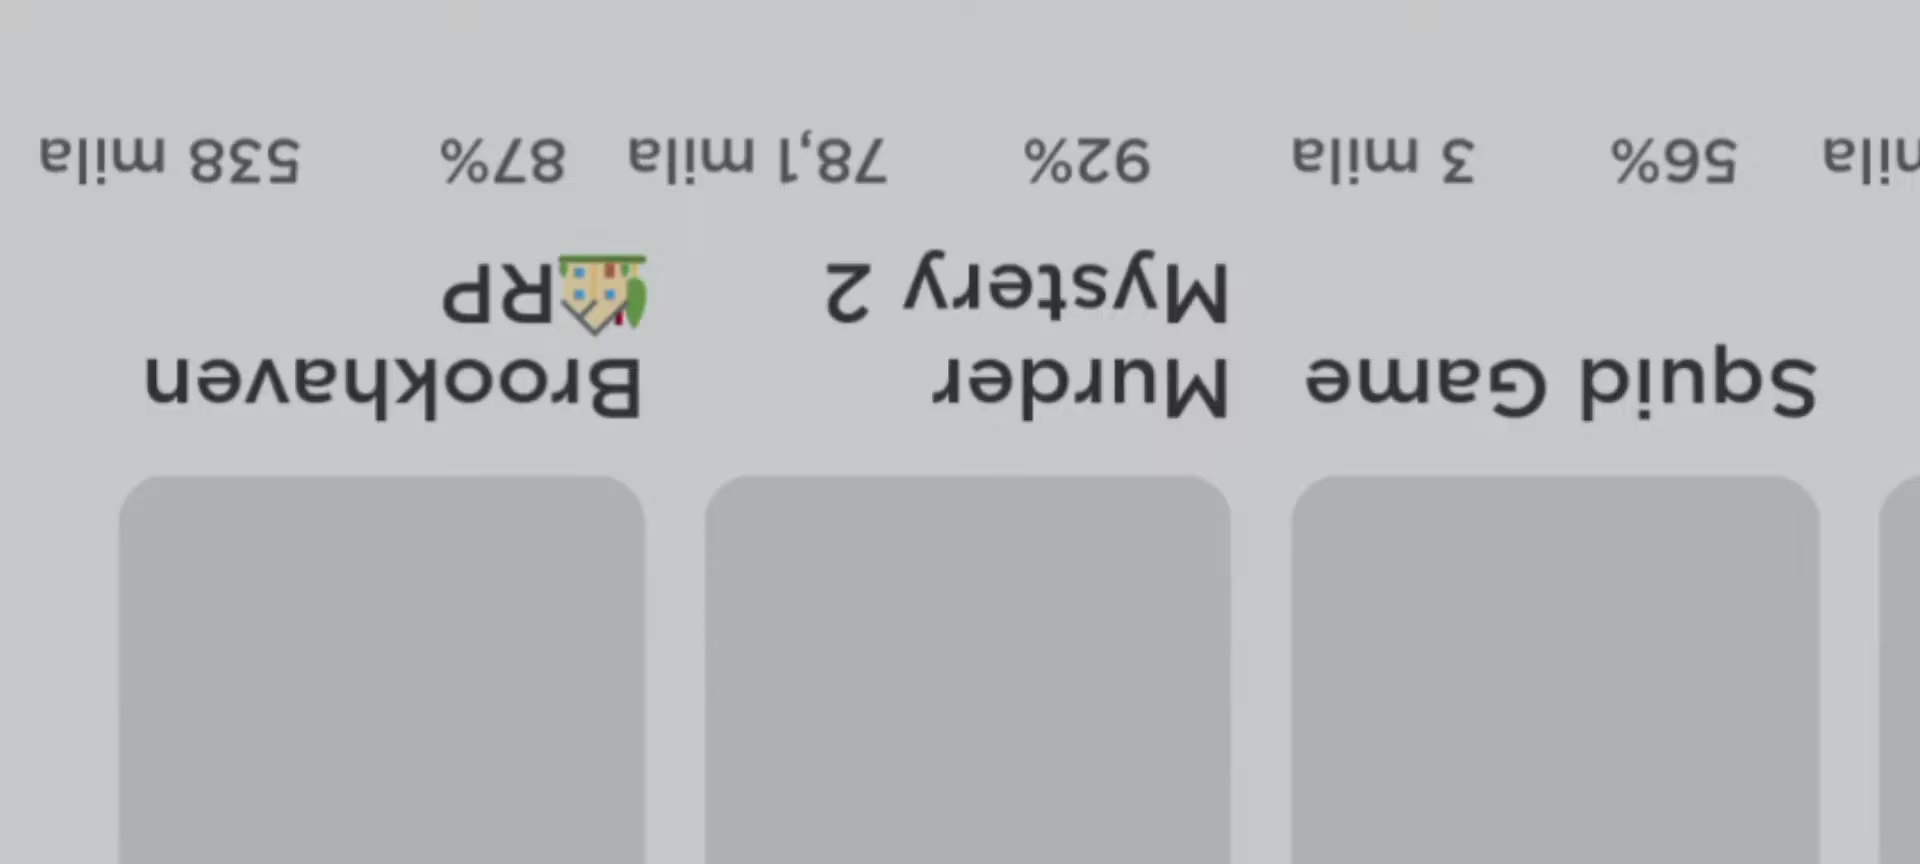 Squid Game
56% 3 mila
Murder
Mystery 2
92% 78,1 mila
Brookhaven
🏡RP
87% 538 mila